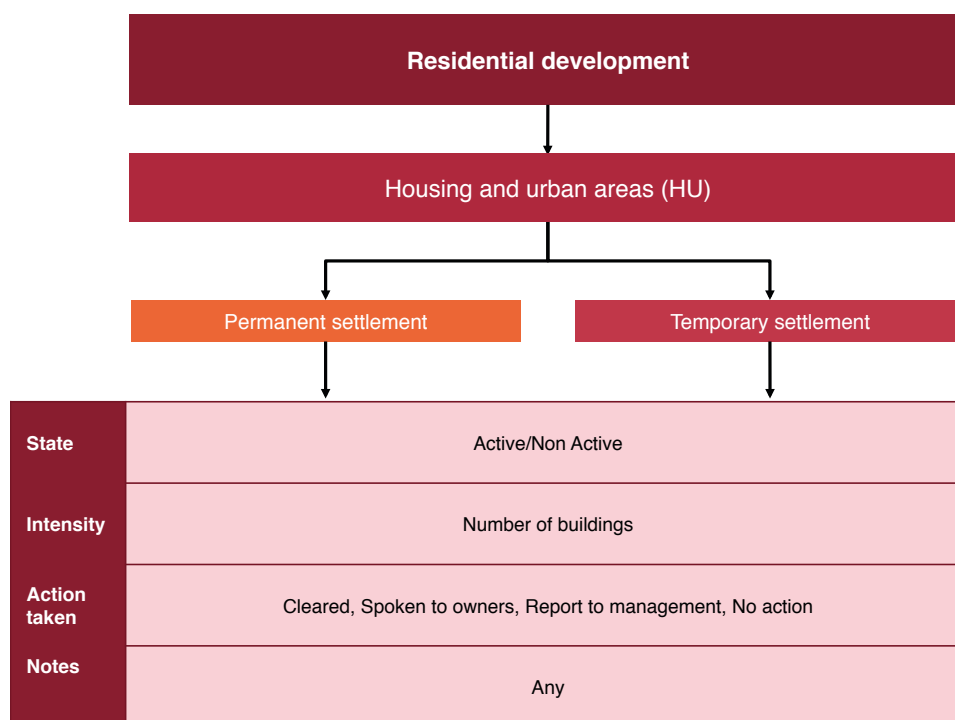 Residential development
Housing and urban areas (HU)
Permanent settlement
Temporary settlement
State
Active/Non Active
Intensity
Number of buildings
Action
taken
Cleared, Spoken to owners, Report to management, No action
Notes
Any